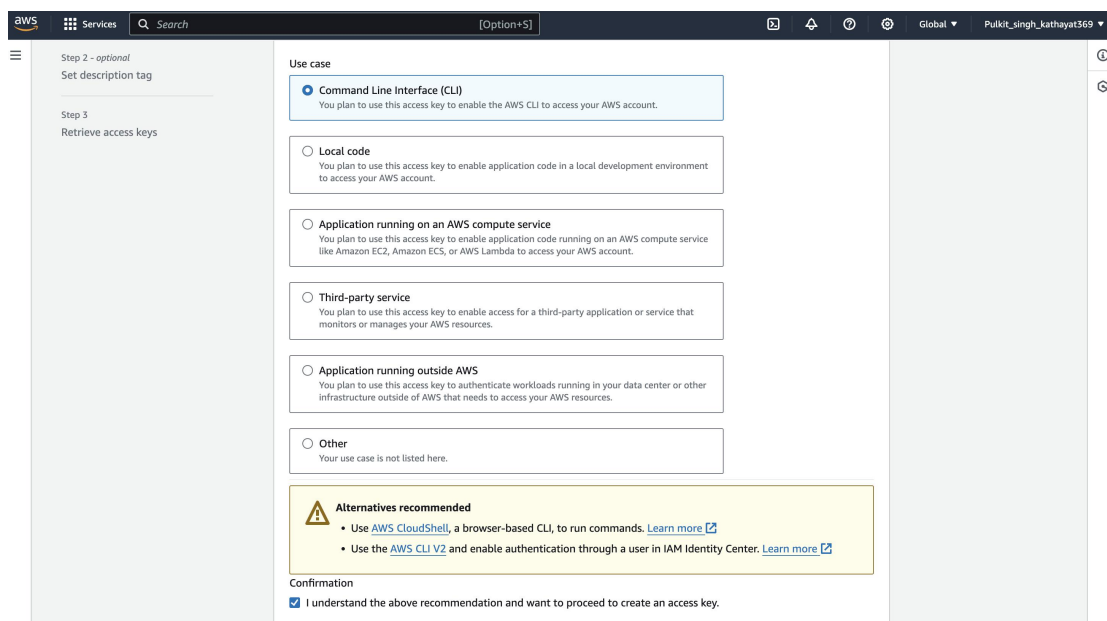 aws
Services
Search
[Option+S]
Global ▼
Pulkit_singh_kathayat369 ▼
Step 2 - optional
Set description tag
Step 3
Retrieve access keys
Use case
Command Line Interface (CLI)
You plan to use this access key to enable the AWS CLI to access your AWS account.
Local code
You plan to use this access key to enable application code in a local development environment
to access your AWS account.
Application running on an AWS compute service
You plan to use this access key to enable application code running on an AWS compute service
like Amazon EC2, Amazon ECS, or AWS Lambda to access your AWS account.
Third-party service
You plan to use this access key to enable access for a third-party application or service that
monitors or manages your AWS resources.
Application running outside AWS
You plan to use this access key to authenticate workloads running in your data center or other
infrastructure outside of AWS that needs to access your AWS resources.
Other
Your use case is not listed here.
Alternatives recommended
• Use AWS CloudShell, a browser-based CLI, to run commands. Learn more
• Use the AWS CLI V2 and enable authentication through a user in IAM Identity Center. Learn more
Confirmation
I understand the above recommendation and want to proceed to create an access key.